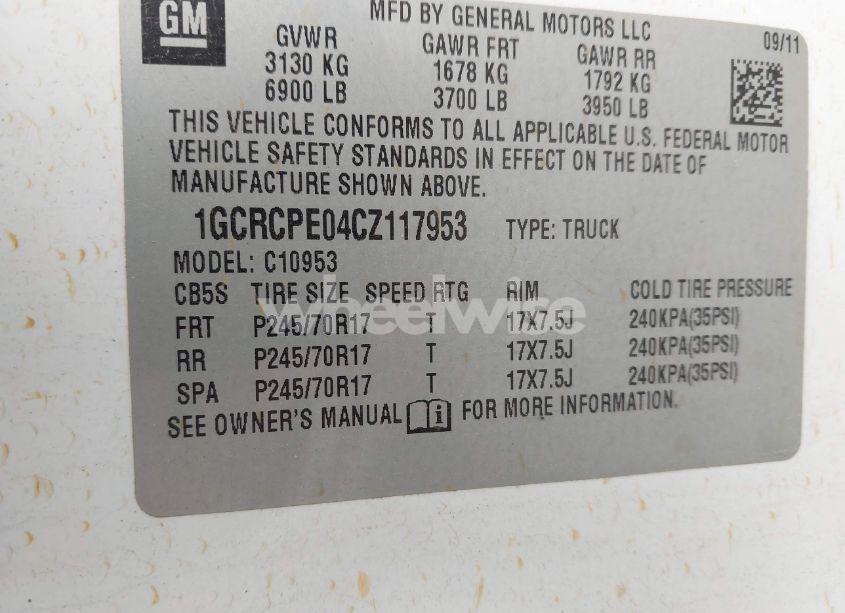 GM
MFD BY GENERAL MOTORS LLC
GVWR GAWR FRT GAWR RR 09/11
3130 KG 1678 KG 1792 KG
6900 LB 3700 LB 3950 LB
THIS VEHICLE CONFORMS TO ALL APPLICABLE U.S. FEDERAL MOTOR
VEHICLE SAFETY STANDARDS IN EFFECT ON THE DATE OF
MANUFACTURE SHOWN ABOVE.
1GCRCPE04CZ117953 TYPE: TRUCK
MODEL: C10953
CB5S TIRE SIZE SPEED RTG RIM COLD TIRE PRESSURE
FRT P245/70R17 T 17X7.5J 240KPA(35PSI)
RR P245/70R17 T 17X7.5J 240KPA(35PSI)
SPA P245/70R17 T 17X7.5J 240KPA(35PSI)
SEE OWNER'S MANUAL i FOR MORE INFORMATION.
wheelwise